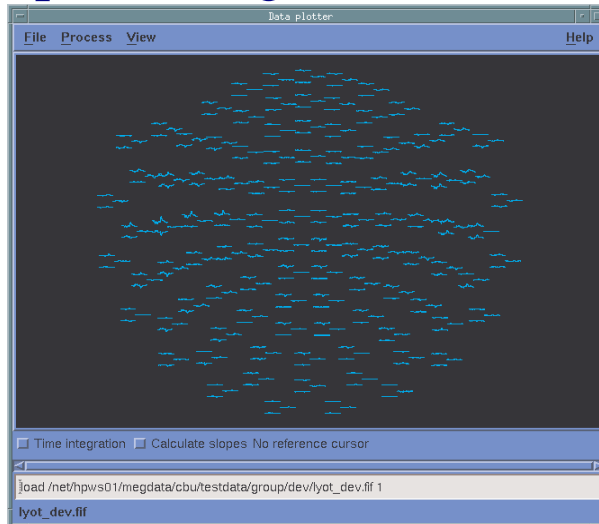 Data plotter
File Process View Help
Time integration Calculate slopes No reference cursor
load /net/hpws01/megdata/cbu/testdata/group/dev/lyot_dev.fif 1
lyot_dev.fif